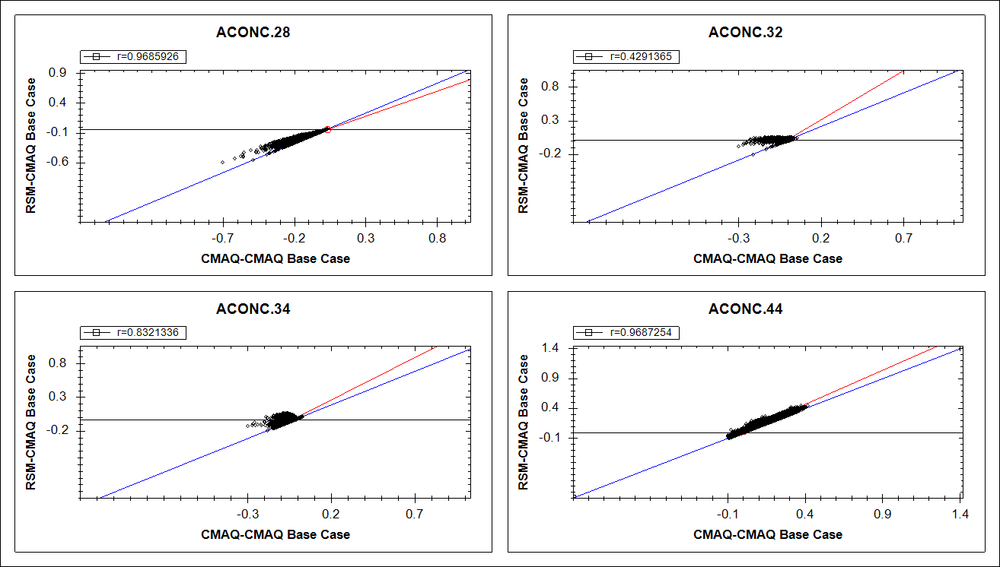 ACONC.28
r=0.9685926
RSM-CMAQ Base Case
0.9
0.4
-0.1
-0.6
-0.7 -0.2 0.3 0.8
CMAQ-CMAQ Base Case
ACONC.32
r=0.4291365
RSM-CMAQ Base Case
0.8
0.3
-0.2
-0.3 0.2 0.7
CMAQ-CMAQ Base Case
ACONC.34
r=0.8321336
RSM-CMAQ Base Case
0.8
0.3
-0.2
-0.3 0.2 0.7
CMAQ-CMAQ Base Case
ACONC.44
r=0.9687254
RSM-CMAQ Base Case
1.4
0.9
0.4
-0.1
-0.1 0.4 0.9 1.4
CMAQ-CMAQ Base Case